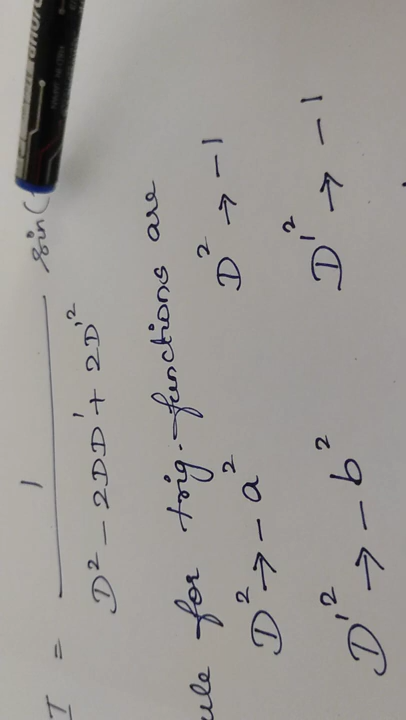 I = 1 / sin(
D² - 2DD' + 2D'²
ule for trig. functions are
D² → - a² D² → - 1
D'² → - b² D'² → - 1